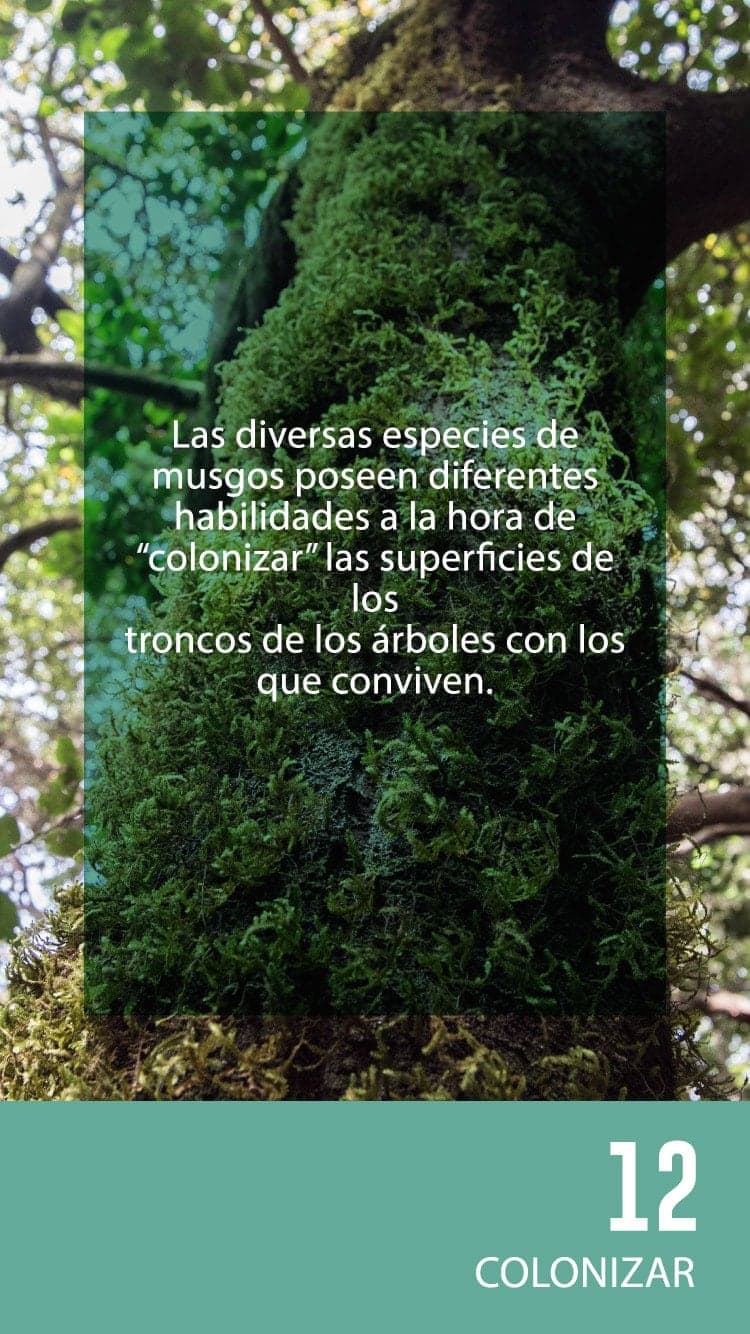 Las diversas especies de
musgos poseen diferentes
habilidades a la hora de
“colonizar” las superficies de
los
troncos de los árboles con los
que conviven.
12
COLONIZAR